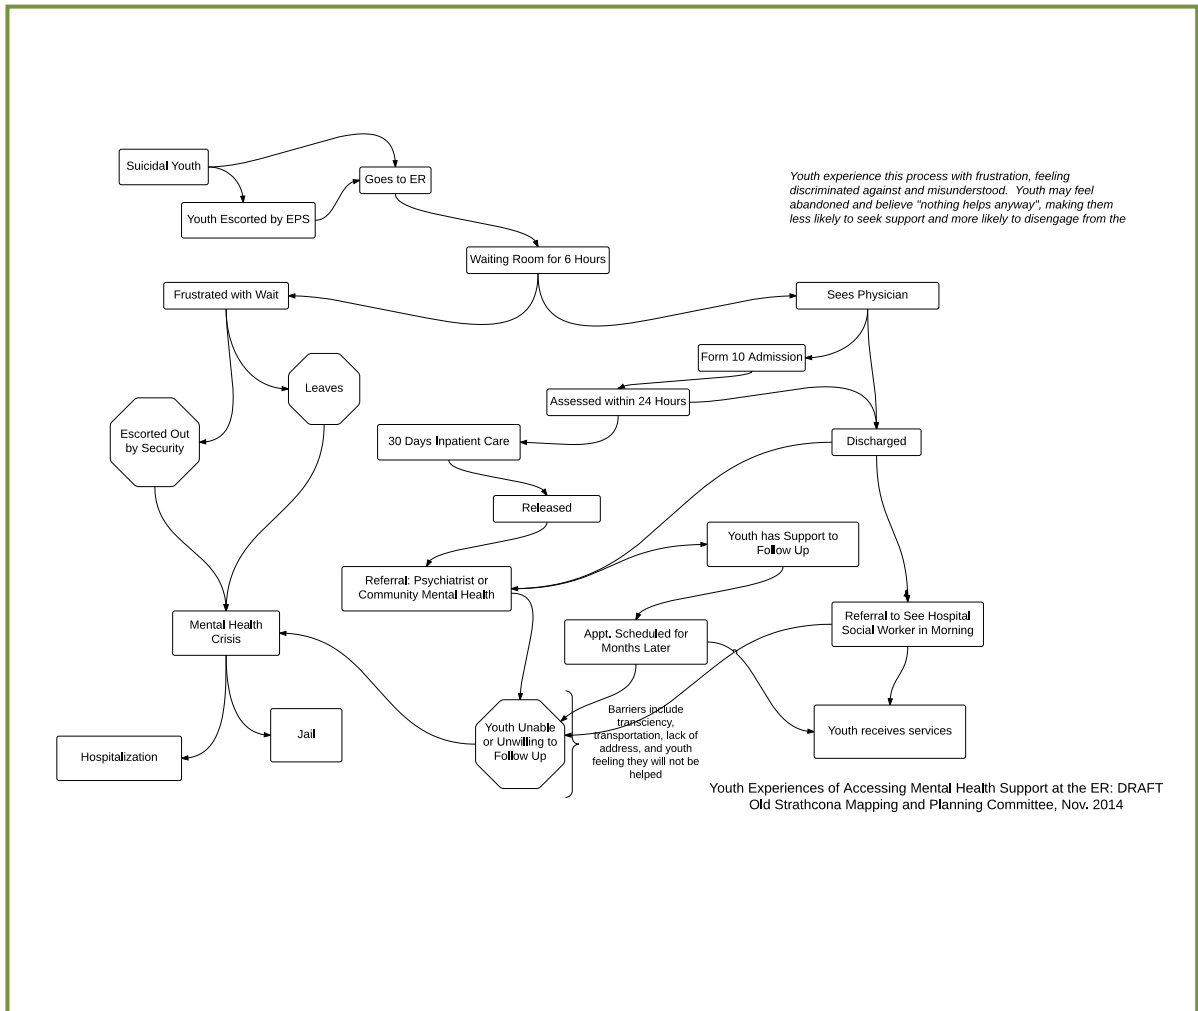 Suicidal Youth
Goes to ER
Youth Escorted by EPS
Youth experience this process with frustration, feeling
discriminated against and misunderstood. Youth may feel
abandoned and believe "nothing helps anyway", making them
less likely to seek support and more likely to disengage from the
Waiting Room for 6 Hours
Frustrated with Wait
Sees Physician
Form 10 Admission
Leaves
Assessed within 24 Hours
Escorted Out
by Security
30 Days Inpatient Care
Discharged
Released
Youth has Support to
Follow Up
Referral: Psychiatrist or
Community Mental Health
Mental Health
Crisis
Appt. Scheduled for
Months Later
Referral to See Hospital
Social Worker in Morning
Hospitalization
Jail
Youth Unable
or Unwilling to
Follow Up
Barriers include
transciency,
transportation, lack of
address, and youth
feeling they will not be
helped
Youth receives services
Youth Experiences of Accessing Mental Health Support at the ER: DRAFT
Old Strathcona Mapping and Planning Committee, Nov. 2014